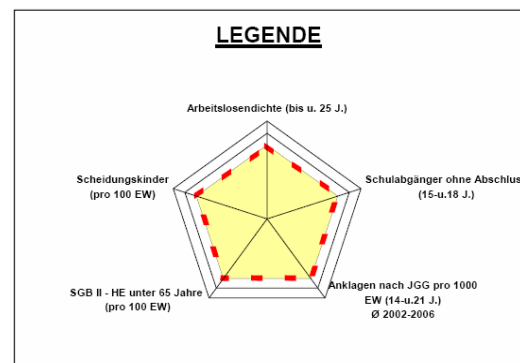 LEGENDE
Arbeitslosendichte (bis u. 25 J.)
Scheidungskinder
(pro 100 EW)
Schulabgänger ohne Abschlus
(15-u.18 J.)
SGB II - HE unter 65 Jahre
(pro 100 EW)
Anklagen nach JGG pro 1000
EW (14-u.21 J.)
Ø 2002-2006